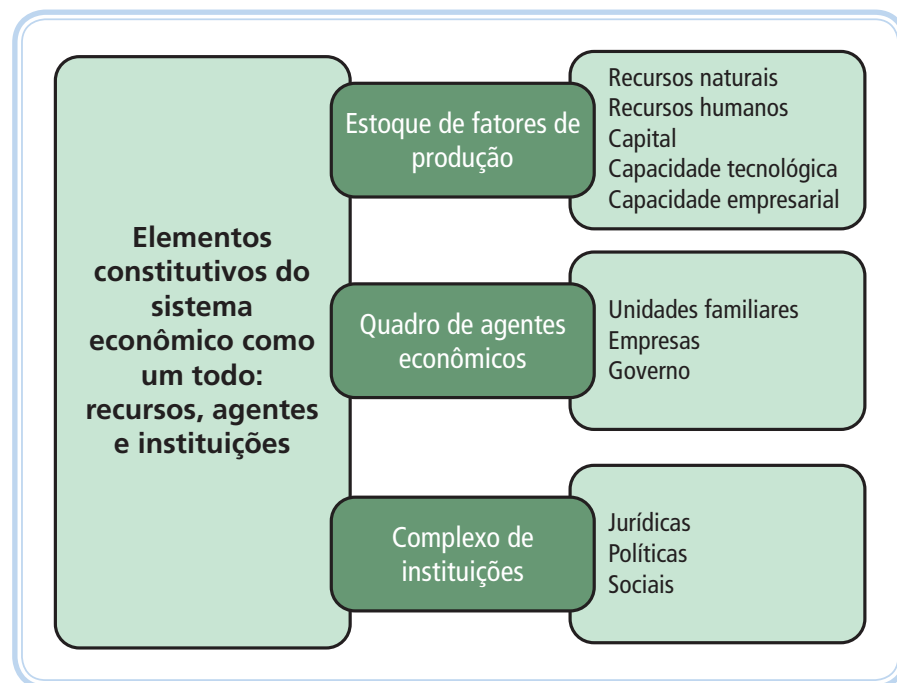 Elementos
constitutivos do
sistema
econômico como
um todo:
recursos, agentes
e instituições
Estoque de fatores de
produção
Recursos naturais
Recursos humanos
Capital
Capacidade tecnológica
Capacidade empresarial
Quadro de agentes
econômicos
Unidades familiares
Empresas
Governo
Complexo de
instituições
Jurídicas
Políticas
Sociais